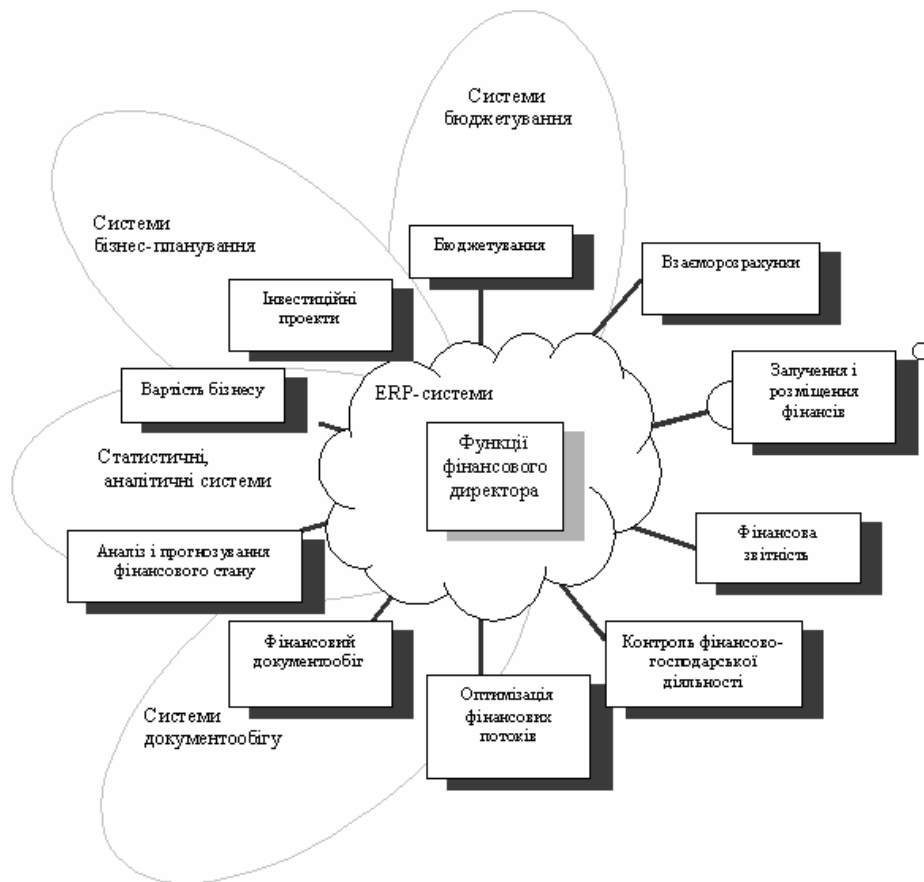 Системи
бюджетування
Системи
бізнес-планування
Бюджетування
Взаєморозрахунки
Інвестиційні
проекти
Вартість бізнесу
ERP-системи
Залучення і
розміщення
фінансів
Функції
фінансового
директора
Статистичні,
аналітичні системи
Аналіз і прогнозування
фінансового стану
Фінансова
звітність
Фінансовий
документообіг
Контроль фінансово-
господарської
діяльності
Оптимізація
фінансових
потоків
Системи
документообігу